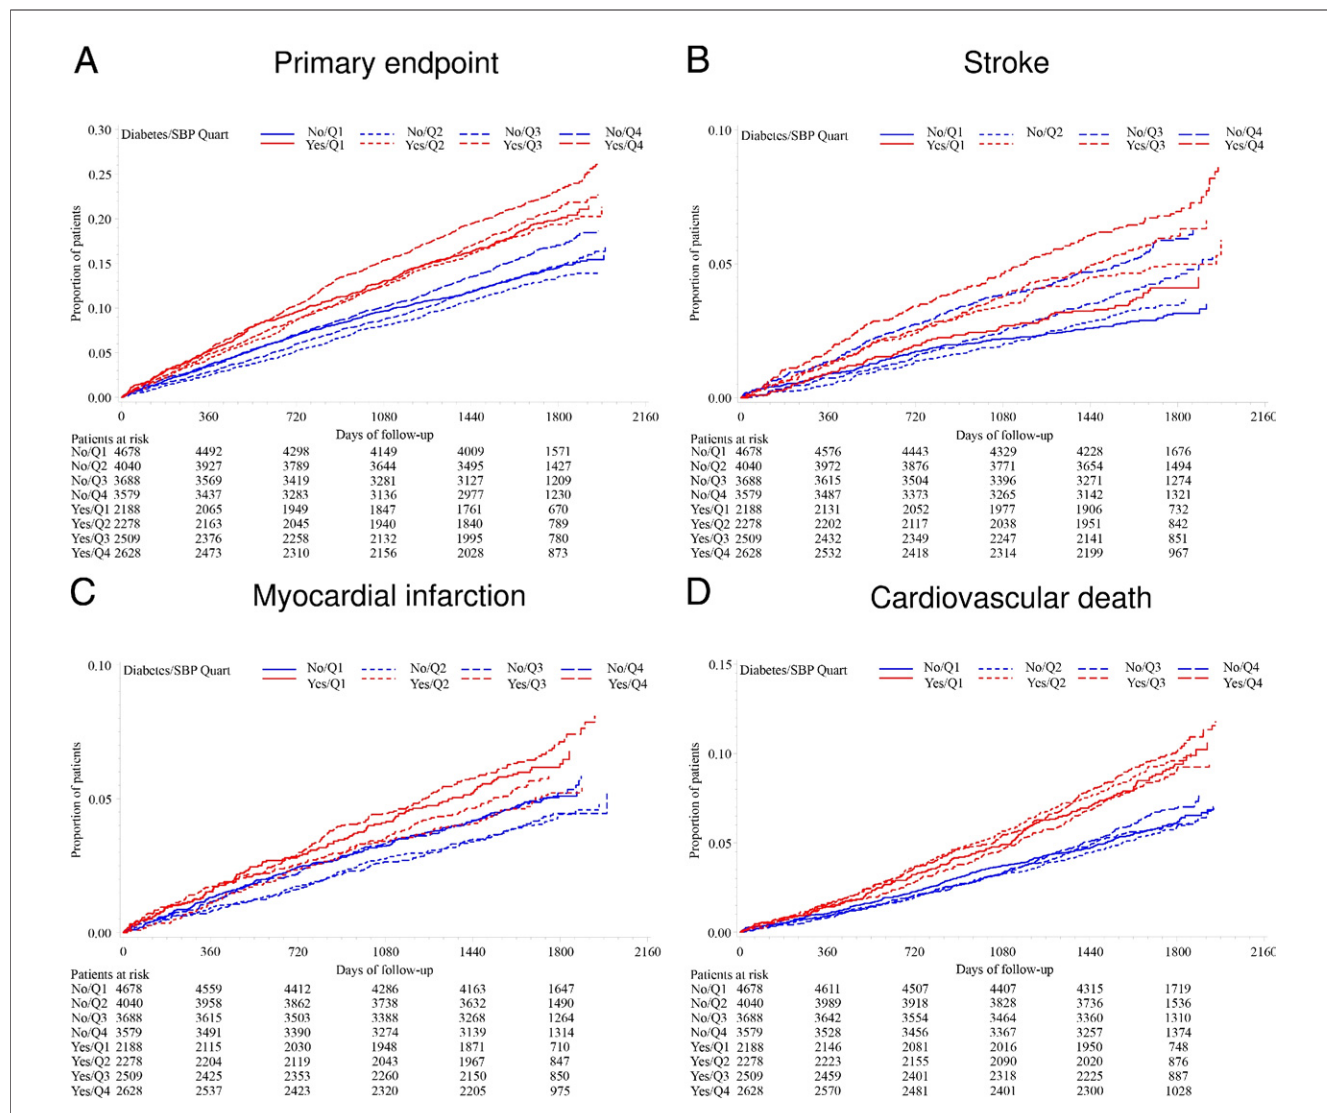 A Primary endpoint
Diabetes/SBP Quart No/Q1 No/Q2 No/Q3 No/Q4
Yes/Q1 Yes/Q2 Yes/Q3 Yes/Q4
0.30
0.25
0.20
0.15
0.10
0.05
0.00
Proportion of patients
0 360 720 1080 1440 1800 2160
Days of follow-up
Patients at risk
No/Q1 4678 4492 4298 4149 4009 1571
No/Q2 4040 3927 3789 3644 3495 1427
No/Q3 3688 3569 3419 3281 3127 1209
No/Q4 3579 3437 3283 3136 2977 1230
Yes/Q1 2188 2065 1949 1847 1761 670
Yes/Q2 2278 2163 2045 1940 1840 789
Yes/Q3 2509 2376 2258 2132 1995 780
Yes/Q4 2628 2473 2310 2156 2028 873
B Stroke
Diabetes/SBP Quart No/Q1 No/Q2 No/Q3 No/Q4
Yes/Q1 Yes/Q3 Yes/Q4
0.10
0.05
0.00
Proportion of patients
0 360 720 1080 1440 1800 2160
Days of follow-up
Patients at risk
No/Q1 4678 4576 4443 4329 4228 1676
No/Q2 4040 3972 3876 3771 3654 1494
No/Q3 3688 3615 3504 3396 3271 1274
No/Q4 3579 3487 3373 3265 3142 1321
Yes/Q1 2188 2131 2052 1977 1906 732
Yes/Q2 2278 2202 2117 2038 1951 842
Yes/Q3 2509 2432 2349 2247 2141 851
Yes/Q4 2628 2532 2418 2314 2199 967
C Myocardial infarction
Diabetes/SBP Quart No/Q1 No/Q2 No/Q3 No/Q4
Yes/Q1 Yes/Q2 Yes/Q3 Yes/Q4
0.10
0.05
0.00
Proportion of patients
0 360 720 1080 1440 1800 2160
Days of follow-up
Patients at risk
No/Q1 4678 4559 4412 4286 4163 1647
No/Q2 4040 3958 3862 3738 3632 1490
No/Q3 3688 3615 3503 3388 3268 1264
No/Q4 3579 3491 3390 3274 3139 1314
Yes/Q1 2188 2115 2030 1948 1871 710
Yes/Q2 2278 2204 2119 2043 1967 847
Yes/Q3 2509 2425 2353 2260 2150 850
Yes/Q4 2628 2537 2423 2320 2205 975
D Cardiovascular death
Diabetes/SBP Quart No/Q1 No/Q2 No/Q3 No/Q4
Yes/Q1 Yes/Q2 Yes/Q3 Yes/Q4
0.15
0.10
0.05
0.00
Proportion of patients
0 360 720 1080 1440 1800 2160
Days of follow-up
Patients at risk
No/Q1 4678 4611 4507 4407 4315 1719
No/Q2 4040 3989 3918 3828 3736 1536
No/Q3 3688 3642 3554 3464 3360 1310
No/Q4 3579 3528 3456 3367 3257 1374
Yes/Q1 2188 2146 2081 2016 1950 748
Yes/Q2 2278 2223 2155 2090 2020 876
Yes/Q3 2509 2459 2401 2318 2225 887
Yes/Q4 2628 2570 2481 2401 2300 1028